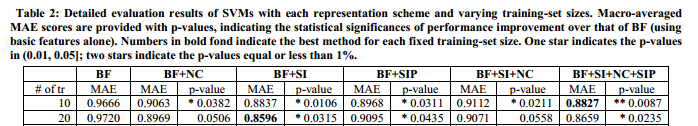 Table 2: Detailed evaluation results of SVMs with each representation scheme and varying training-set sizes. Macro-averaged
MAE scores are provided with p-values, indicating the statistical significances of performance improvement over that of BF (using
basic features alone). Numbers in bold fond indicate the best method for each fixed training-set size. One star indicates the p-values
in (0.01, 0.05]; two stars indicate the p-values equal or less than 1%.
BF BF+NC BF+SI BF+SIP BF+SI+NC BF+SI+NC+SIP
# of tr MAE MAE p-value MAE p-value MAE p-value MAE p-value MAE p-value
10 0.9666 0.9063 * 0.0382 0.8837 * 0.0106 0.8968 * 0.0311 0.9112 * 0.0211 0.8827 ** 0.0087
20 0.9720 0.8969 0.0506 0.8596 * 0.0315 0.9095 * 0.0435 0.9071 0.0558 0.8659 * 0.0235